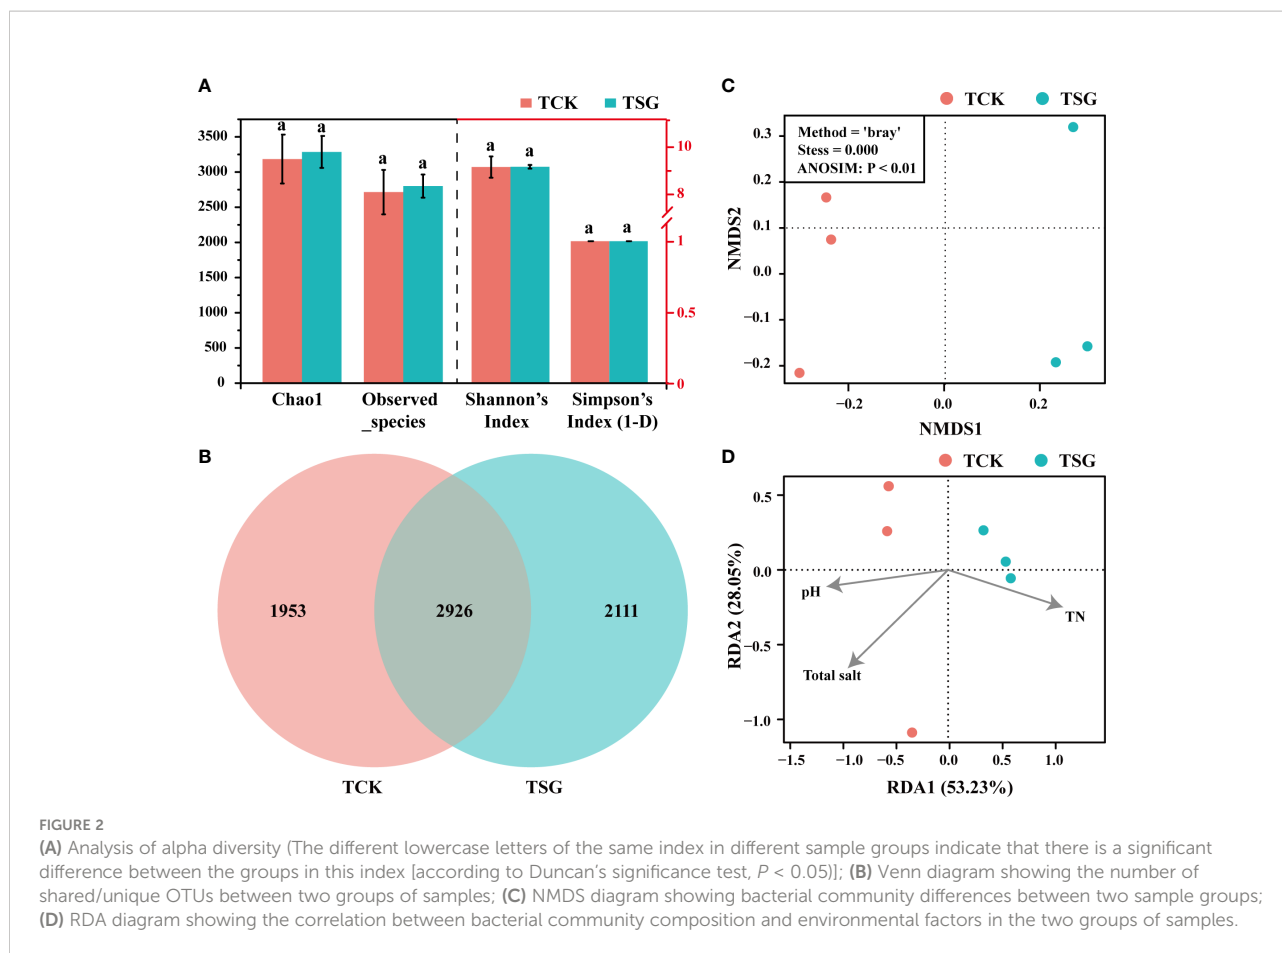 A
TCK TSG
3500
3000
2500
2000
1500
1000
500
0
a a a a a a a a
10
8
1
0.5
0
Chao1 Observed _species Shannon's Index Simpson's Index (1-D)
B
1953 2926 2111
TCK TSG
C
TCK TSG
Method = 'bray'
Stess = 0.000
ANOSIM: P < 0.01
NMDS2
0.3
0.2
0.1
0.0
−0.1
−0.2
−0.2 0.0 0.2
NMDS1
D
TCK TSG
RDA2 (28.05%)
0.5
0.0
−0.5
−1.0
pH
TN
Total salt
−1.5 −1.0 −0.5 0.0 0.5 1.0
RDA1 (53.23%)
FIGURE 2
(A) Analysis of alpha diversity (The different lowercase letters of the same index in different sample groups indicate that there is a significant
difference between the groups in this index [according to Duncan's significance test, P < 0.05)]; (B) Venn diagram showing the number of
shared/unique OTUs between two groups of samples; (C) NMDS diagram showing bacterial community differences between two sample groups;
(D) RDA diagram showing the correlation between bacterial community composition and environmental factors in the two groups of samples.